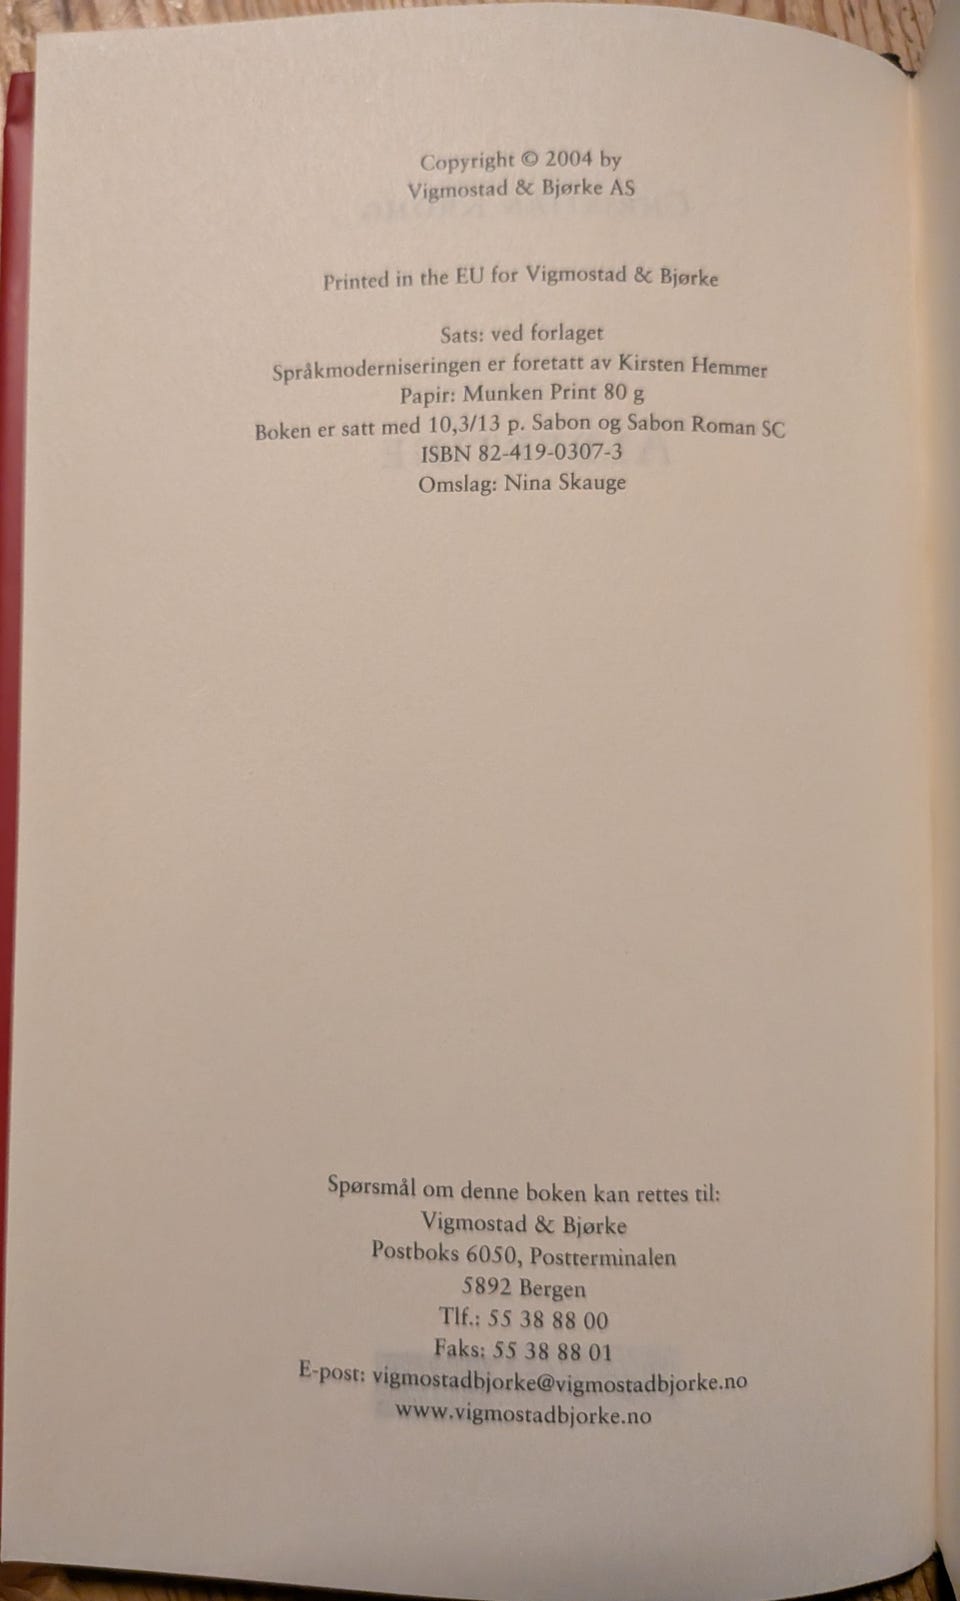 Copyright © 2004 by
Vigmostad & Bjørke AS
Printed in the EU for Vigmostad & Bjørke
Sats: ved forlaget
Språkmoderniseringen er foretatt av Kirsten Hemmer
Papir: Munken Print 80 g
Boken er satt med 10,3/13 p. Sabon og Sabon Roman SC
ISBN 82-419-0307-3
Omslag: Nina Skauge
Spørsmål om denne boken kan rettes til:
Vigmostad & Bjørke
Postboks 6050, Postterminalen
5892 Bergen
Tlf.: 55 38 88 00
Faks: 55 38 88 01
E-post: vigmostadbjorke@vigmostadbjorke.no
www.vigmostadbjorke.no